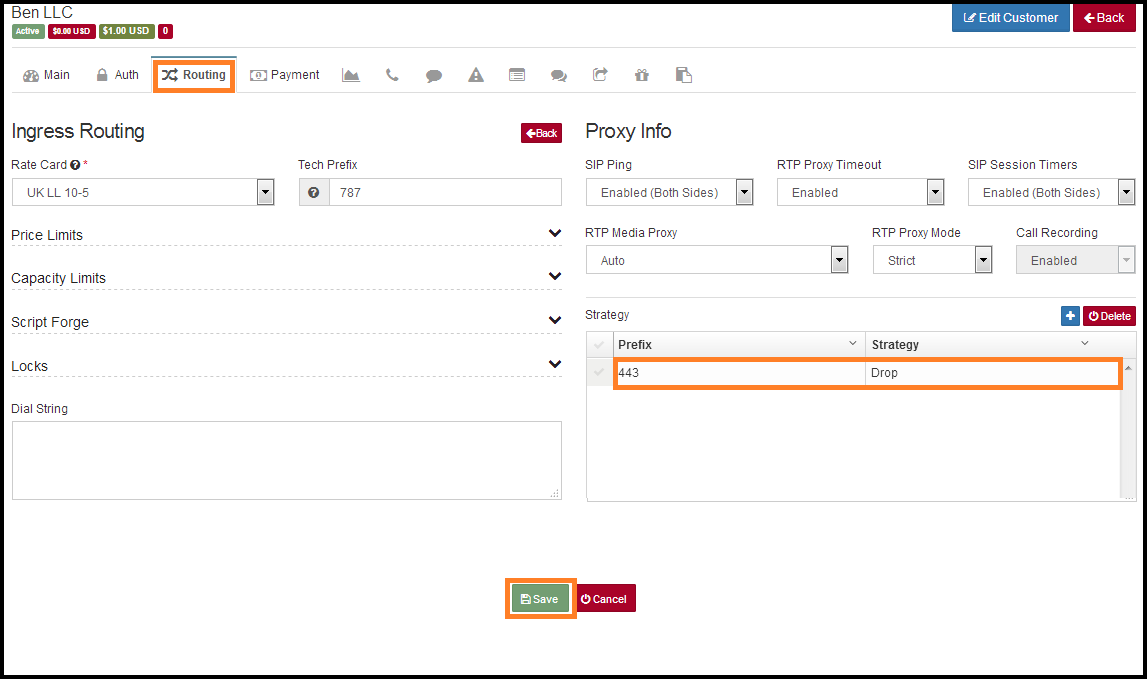 Ben LLC
Active $0.00 USD $1.00 USD 0
Edit Customer Back
Main Auth Routing Payment
Ingress Routing Back
Rate Card ? * Tech Prefix
UK LL 10-5 ? 787
Price Limits
Capacity Limits
Script Forge
Locks
Dial String
Proxy Info
SIP Ping RTP Proxy Timeout SIP Session Timers
Enabled (Both Sides) Enabled Enabled (Both Sides)
RTP Media Proxy RTP Proxy Mode Call Recording
Auto Strict Enabled
Strategy + Delete
Prefix Strategy
443 Drop
Save Cancel